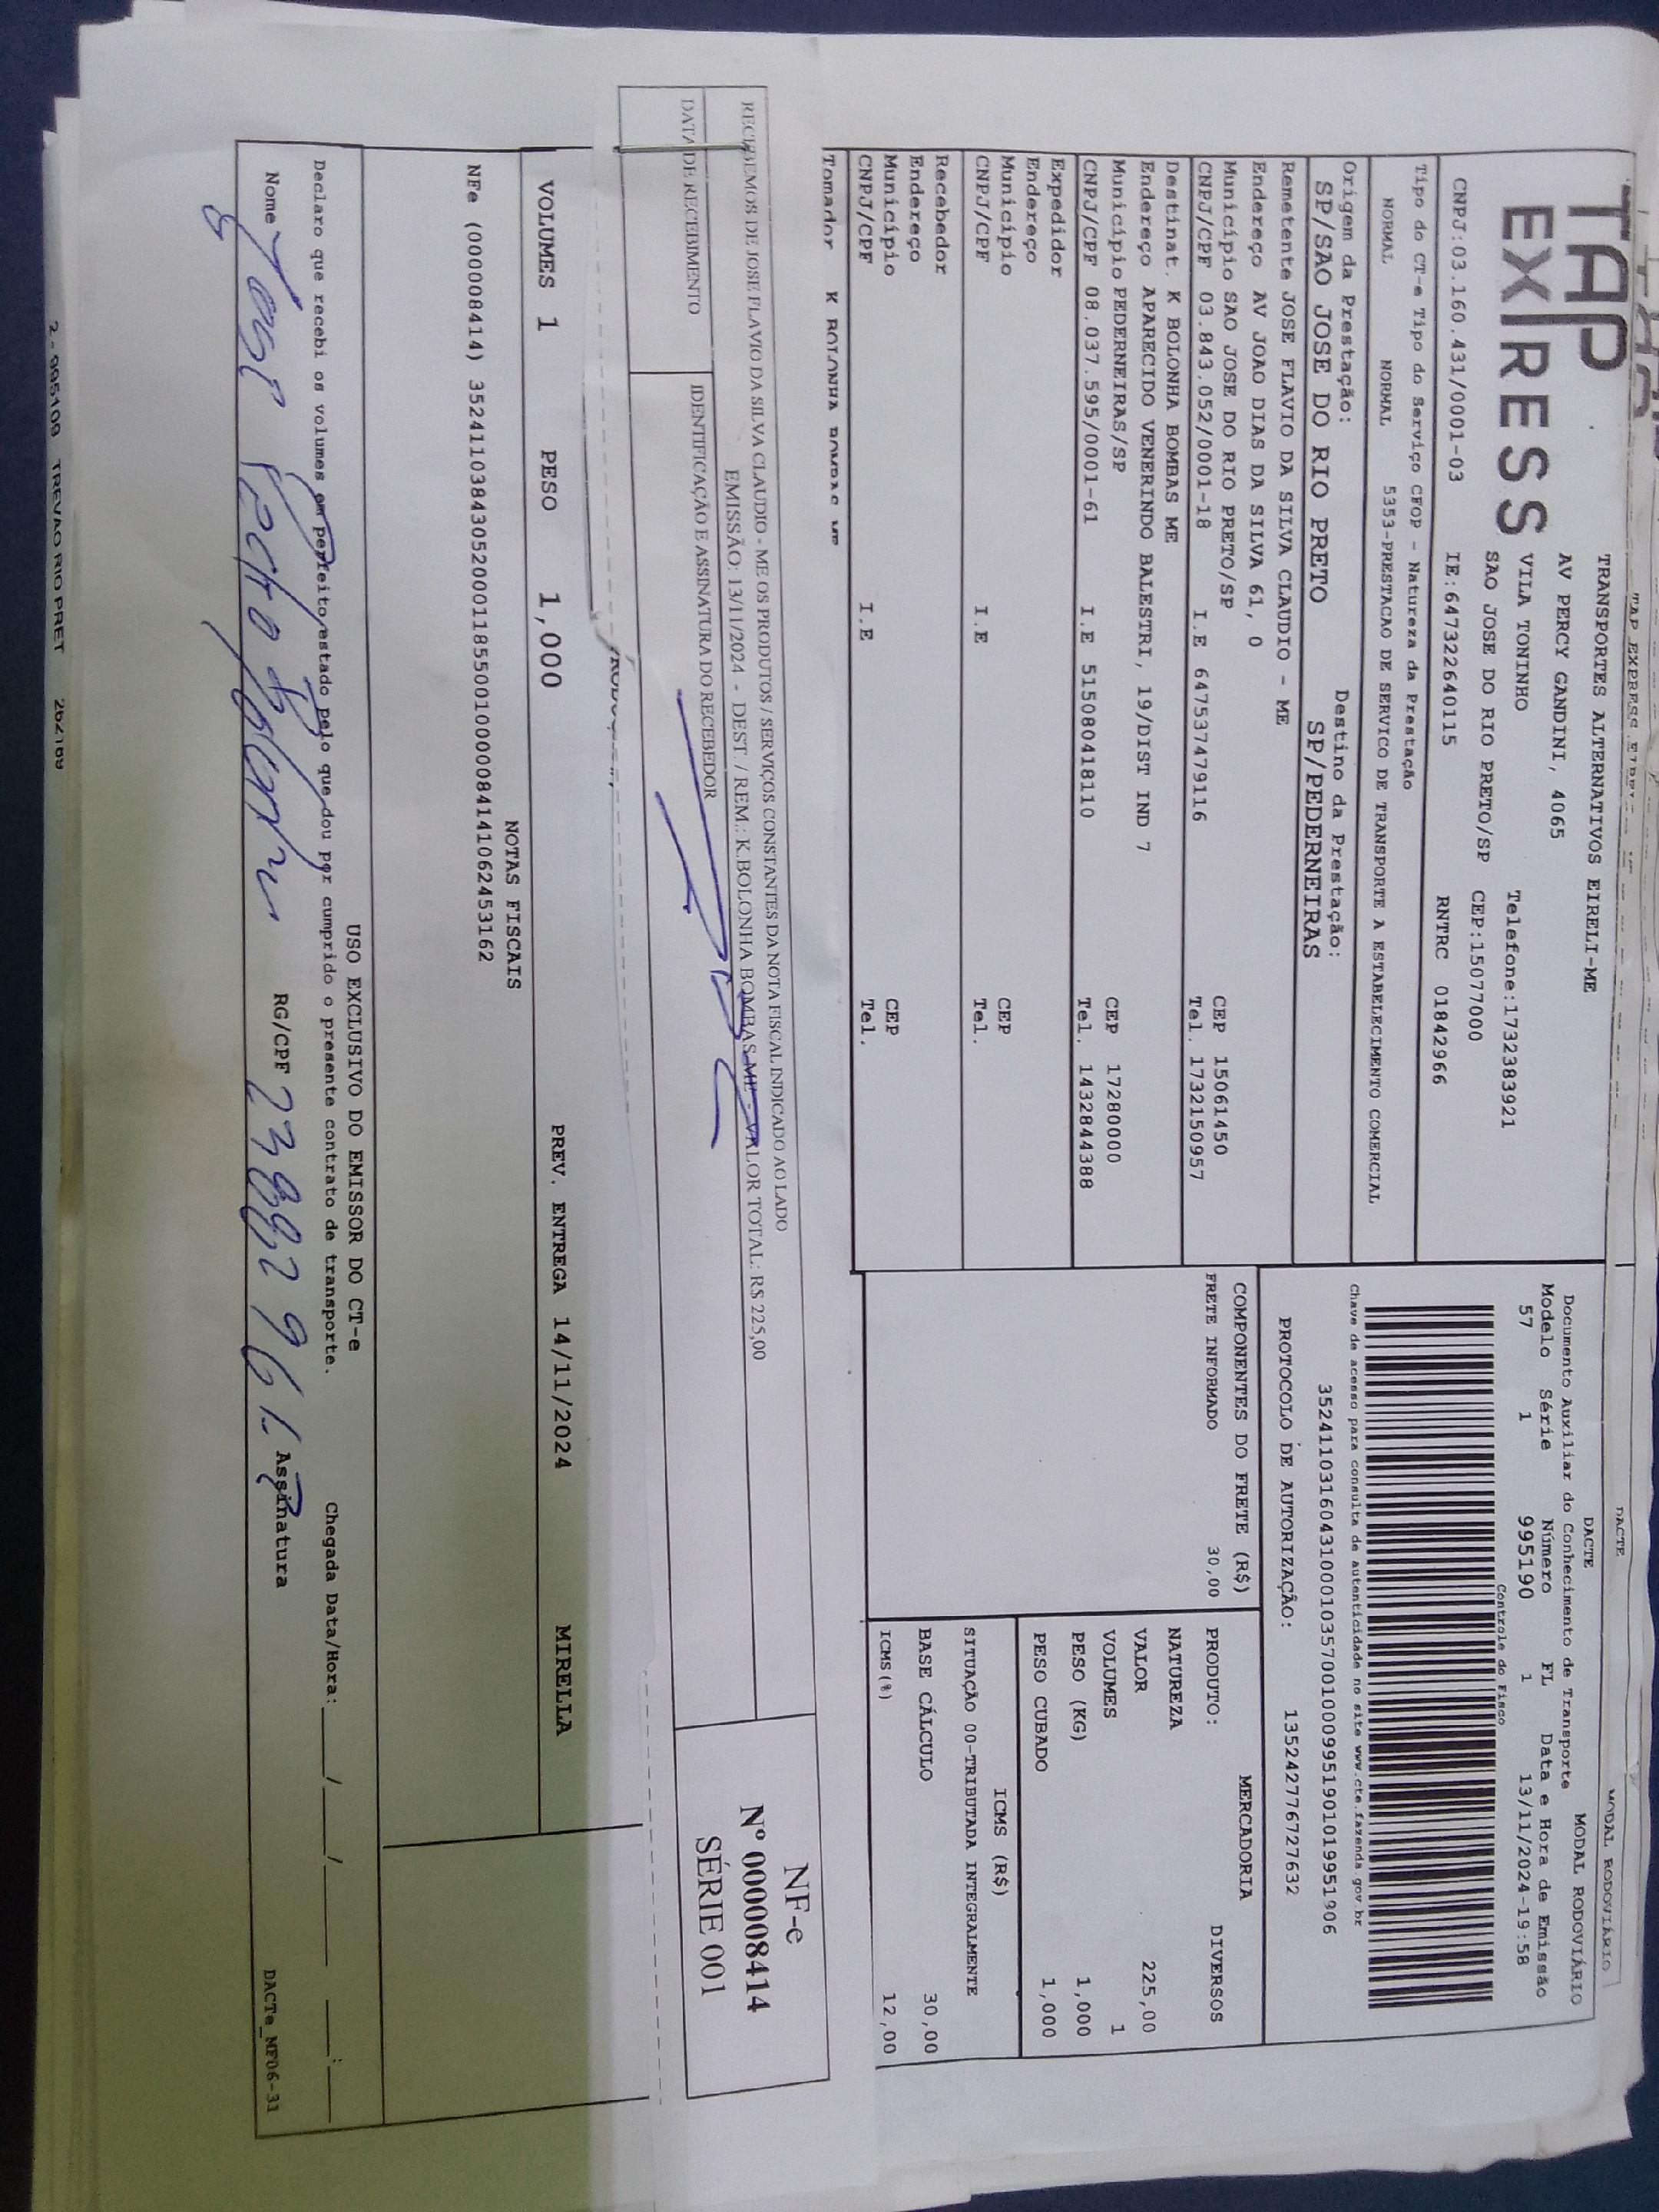 TAP
EXPRESS
TRANSPORTES ALTERNATIVOS EIRELI-ME
AV PERCY GANDINI, 4065
VILA TONINHO
Telefone:1732383921
SAO JOSE DO RIO PRETO/SP CEP:15077000
CNPJ:03.160.431/0001-03 IE:647322640115 RNTRC 01842966
Tipo do CT-e Tipo do Serviço CFOP - Natureza da Prestação
NORMAL NORMAL 5353-PRESTACAO DE SERVICO DE TRANSPORTE A ESTABELECIMENTO COMERCIAL
Origem da Prestação: Destino da Prestação:
SP/SAO JOSE DO RIO PRETO SP/PEDERNEIRAS
Remetente JOSE FLAVIO DA SILVA CLAUDIO - ME
Endereço AV JOAO DIAS DA SILVA 61, 0
Município SAO JOSE DO RIO PRETO/SP CEP 15061450
CNPJ/CPF 03.843.052/0001-18 I.E 647537479116 Tel. 1732150957
Destinat. K BOLONHA BOMBAS ME
Endereço APARECIDO VENERINDO BALESTRI, 19/DIST IND 7
Município PEDERNEIRAS/SP CEP 17280000
CNPJ/CPF 08.037.595/0001-61 I.E 515080418110 Tel. 1432844388
Expedidor
Endereço
Município CEP
CNPJ/CPF I.E Tel.
Recebedor
Endereço
Município CEP
CNPJ/CPF I.E Tel.
Tomador K BOLONHA BOMBAS ME
DACTE
MODAL RODOVIÁRIO
DACTE MODAL RODOVIÁRIO
Documento Auxiliar do Conhecimento de Transporte
Modelo Série Número FL Data e Hora de Emissão
57 1 995190 1 13/11/2024-19:58
Controle do Fisco
Chave de acesso para consulta de autenticidade no site www.cte.fazenda.gov.br
35241103160431000103570010009951901019951906
PROTOCOLO DE AUTORIZAÇÃO: 135242776727632
COMPONENTES DO FRETE (R$)
FRETE INFORMADO 30,00
MERCADORIA
PRODUTO: DIVERSOS
NATUREZA
VALOR 225,00
VOLUMES 1
PESO (KG) 1,000
PESO CUBADO 1,000
ICMS (R$)
SITUAÇÃO 00-TRIBUTADA INTEGRALMENTE
BASE CÁLCULO 30,00
ICMS(%) 12,00
RECEBEMOS DE JOSE FLAVIO DA SILVA CLAUDIO - ME OS PRODUTOS / SERVIÇOS CONSTANTES DA NOTA FISCAL INDICADO AO LADO
EMISSÃO: 13/11/2024 - DEST. / REM.: K.BOLONHA BOMBAS ME - VALOR TOTAL: R$ 225,00
DATA DE RECEBIMENTO
IDENTIFICAÇÃO E ASSINATURA DO RECEBEDOR
NF-e
Nº 000008414
SÉRIE 001
VOLUMES 1 PESO 1,000 PREV. ENTREGA 14/11/2024 MIRELLA
NOTAS FISCAIS
NFe (000008414) 35241103843052000118550010000084141062453162
USO EXCLUSIVO DO EMISSOR DO CT-e
Declaro que recebi os volumes em perfeito estado pelo que dou por cumprido o presente contrato de transporte. Chegada Data/Hora: ___/___/___ __:__
Nome RG/CPF 23882961 Assinatura
DACTe_NF06-31
2 - 995109 TREVAO RIO PRET 262169